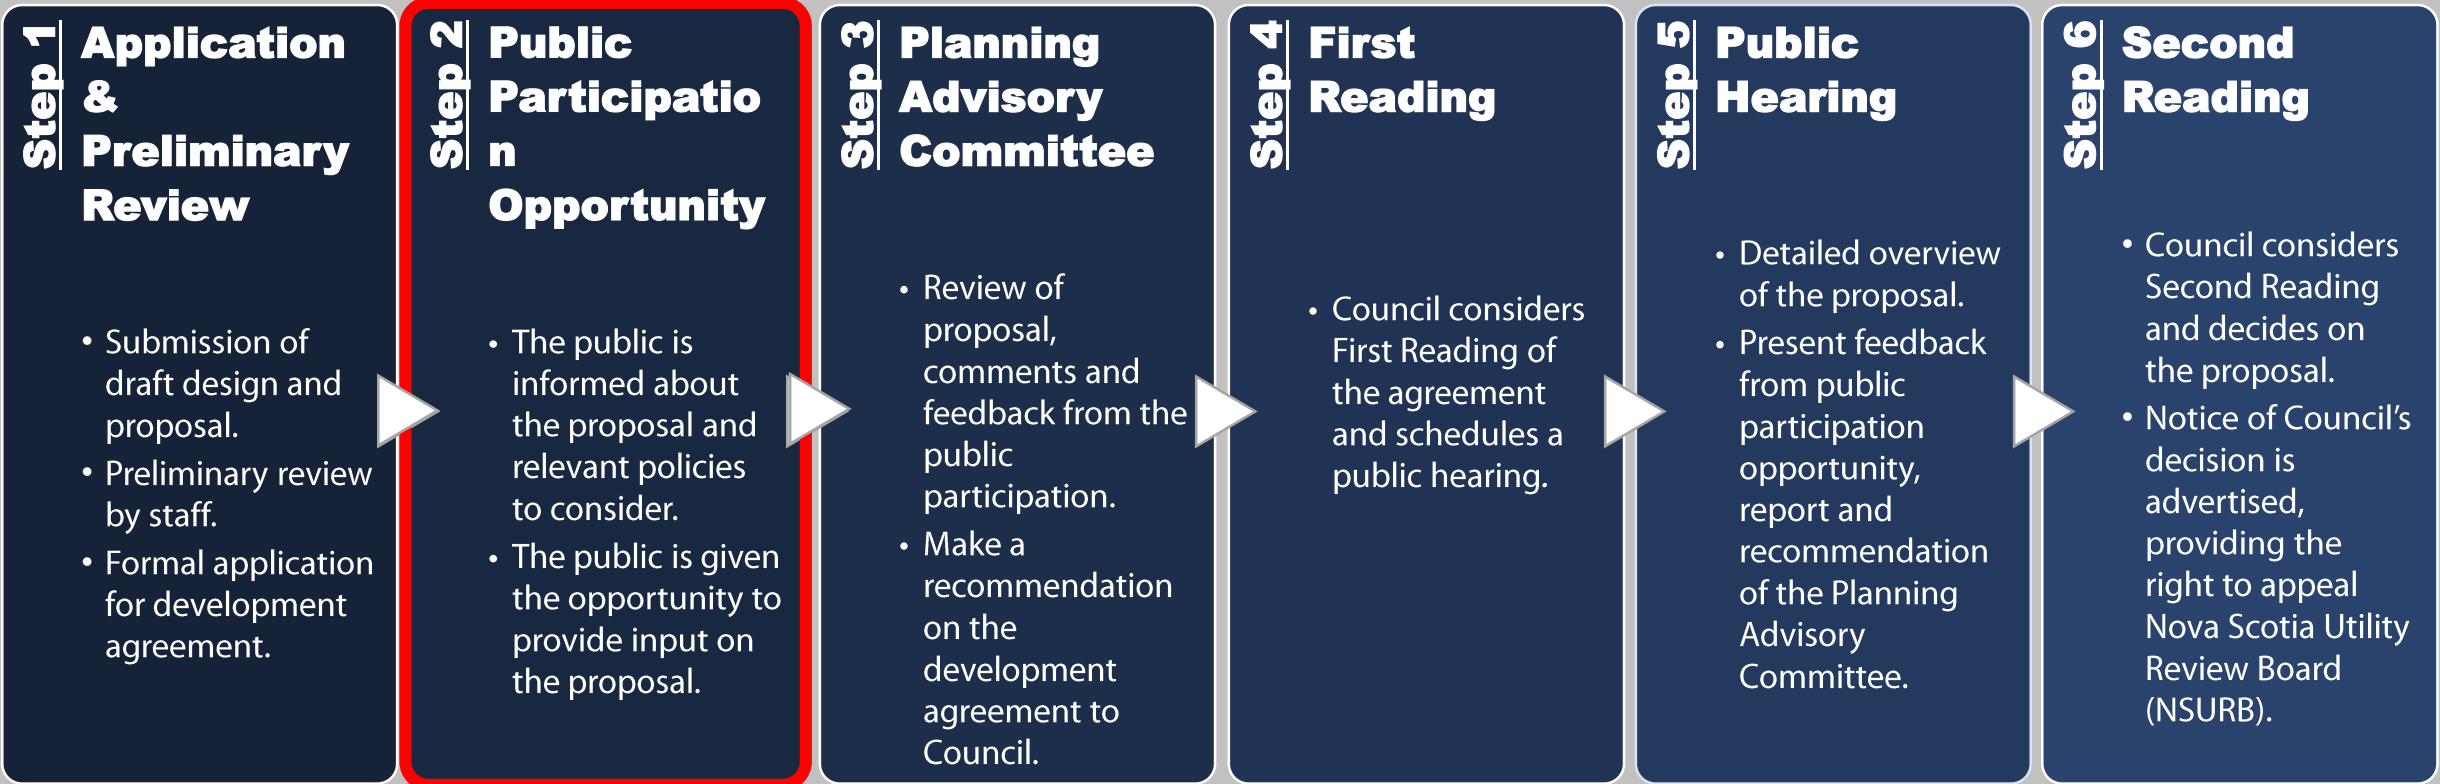 Step 1
Application
&
Preliminary
Review
• Submission of
draft design and
proposal.
• Preliminary review
by staff.
• Formal application
for development
agreement.
Step 2
Public
Participatio
n
Opportunity
• The public is
informed about
the proposal and
relevant policies
to consider.
• The public is given
the opportunity to
provide input on
the proposal.
Step 3
Planning
Advisory
Committee
• Review of
proposal,
comments and
feedback from the
public
participation.
• Make a
recommendation
on the
development
agreement to
Council.
Step 4
First
Reading
• Council considers
First Reading of
the agreement
and schedules a
public hearing.
Step 5
Public
Hearing
• Detailed overview
of the proposal.
• Present feedback
from public
participation
opportunity,
report and
recommendation
of the Planning
Advisory
Committee.
Step 6
Second
Reading
• Council considers
Second Reading
and decides on
the proposal.
• Notice of Council’s
decision is
advertised,
providing the
right to appeal
Nova Scotia Utility
Review Board
(NSURB).